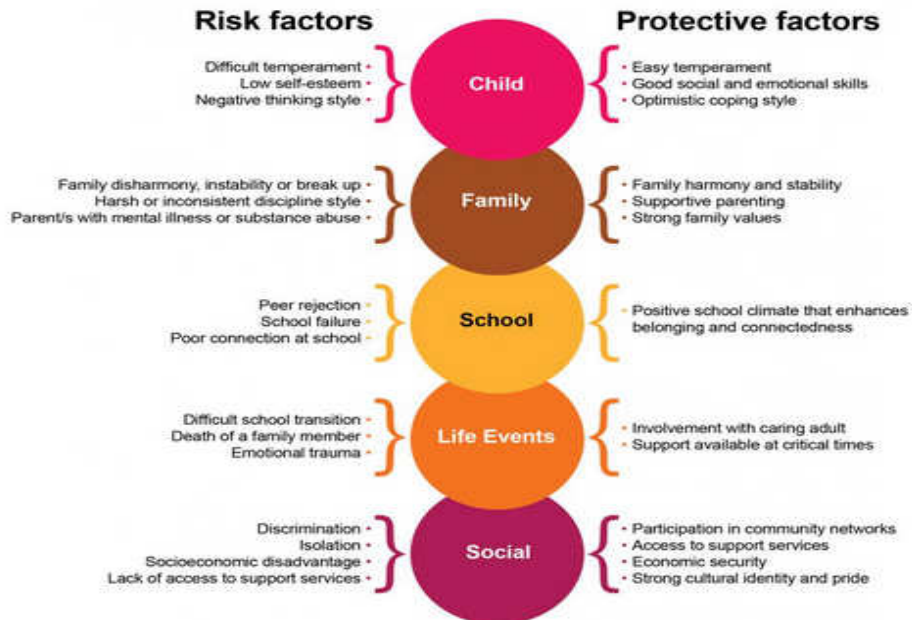 Risk factors
Protective factors
Difficult temperament
Low self-esteem
Negative thinking style
Child
Easy temperament
Good social and emotional skills
Optimistic coping style
Family disharmony, instability or break up
Harsh or inconsistent discipline style
Parent/s with mental illness or substance abuse
Family
Family harmony and stability
Supportive parenting
Strong family values
Peer rejection
School failure
Poor connection at school
School
Positive school climate that enhances
belonging and connectedness
Difficult school transition
Death of a family member
Emotional trauma
Life Events
Involvement with caring adult
Support available at critical times
Discrimination
Isolation
Socioeconomic disadvantage
Lack of access to support services
Social
Participation in community networks
Access to support services
Economic security
Strong cultural identity and pride